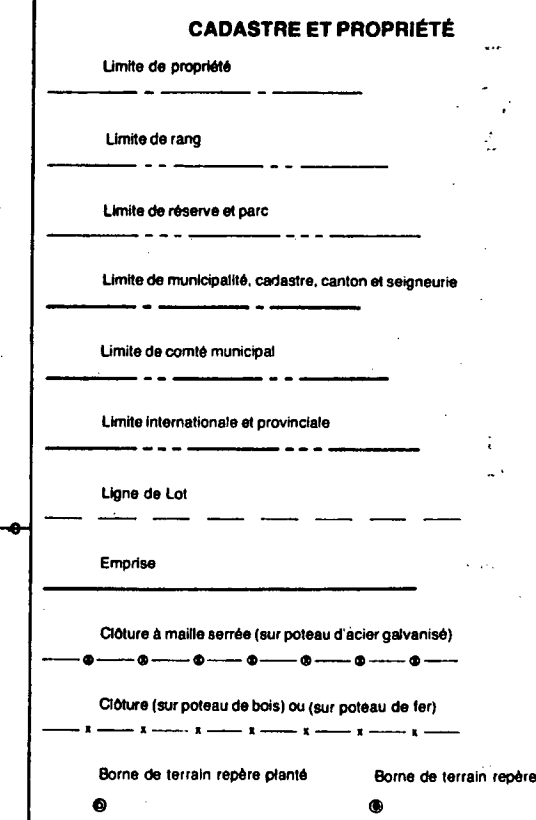 CADASTRE ET PROPRIÉTÉ
Limite de propriété
Limite de rang
Limite de réserve et parc
Limite de municipalité, cadastre, canton et seigneurie
Limite de comté municipal
Limite internationale et provinciale
Ligne de Lot
Emprise
Clôture à maille serrée (sur poteau d'acier galvanisé)
Clôture (sur poteau de bois) ou (sur poteau de fer)
Borne de terrain repère planté Borne de terrain repère